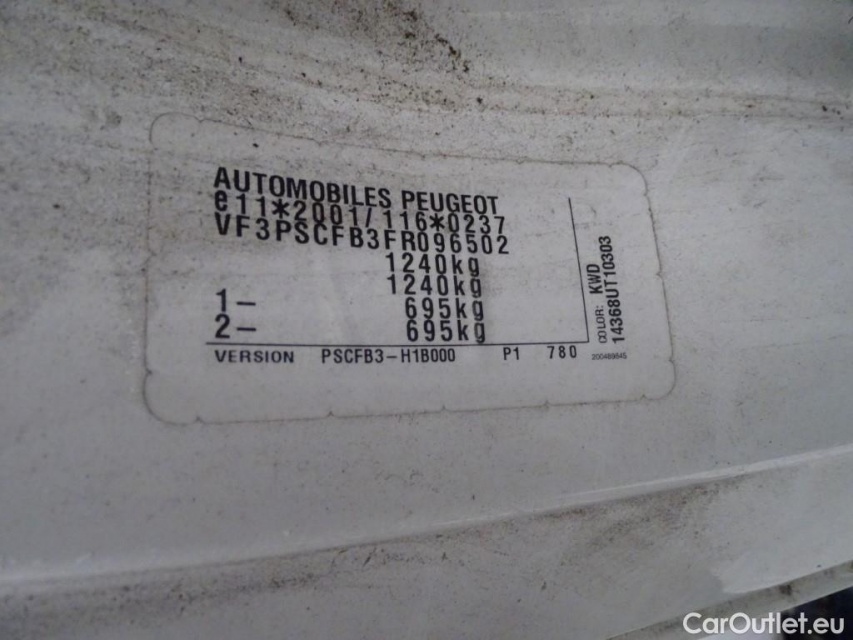 AUTOMOBILES PEUGEOT
e11*2001/116*0237
VF3PSCFB3FR096502
1240kg
1240kg
1- 695kg
2- 695kg
VERSION PSCFB3-H1B000 P1 780
COLOR: KWD
14368UT10303
200489845
CarOutlet.eu